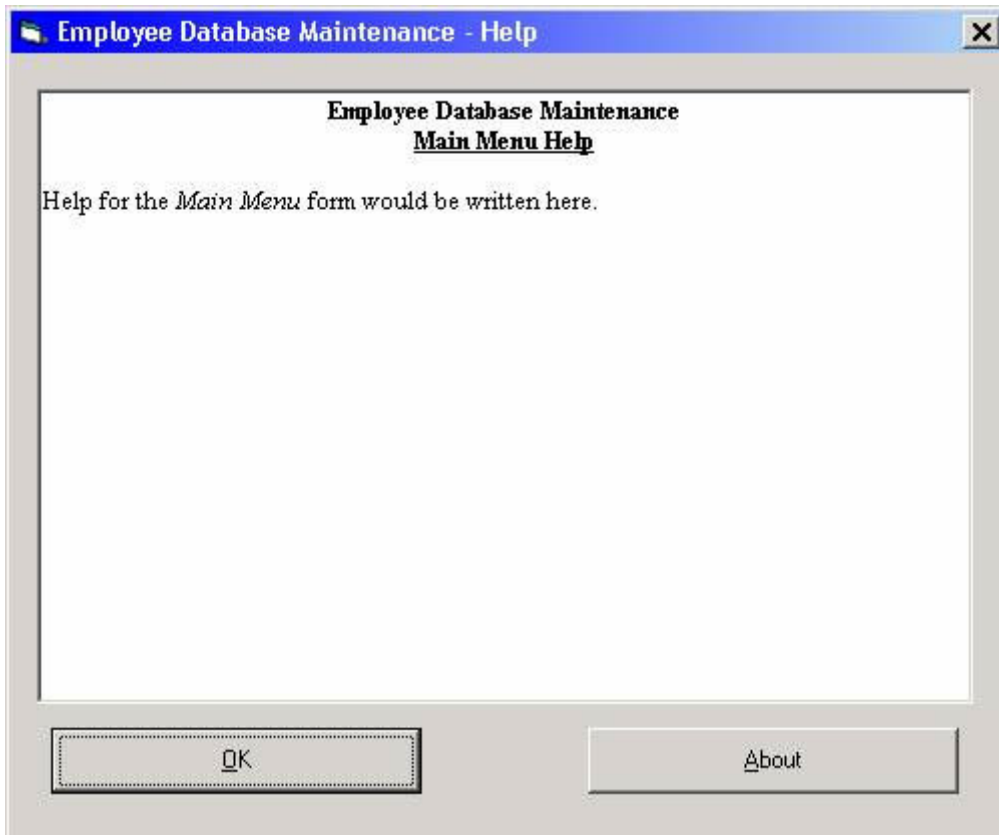 Employee Database Maintenance - Help
Employee Database Maintenance
Main Menu Help
Help for the Main Menu form would be written here.
OK
About